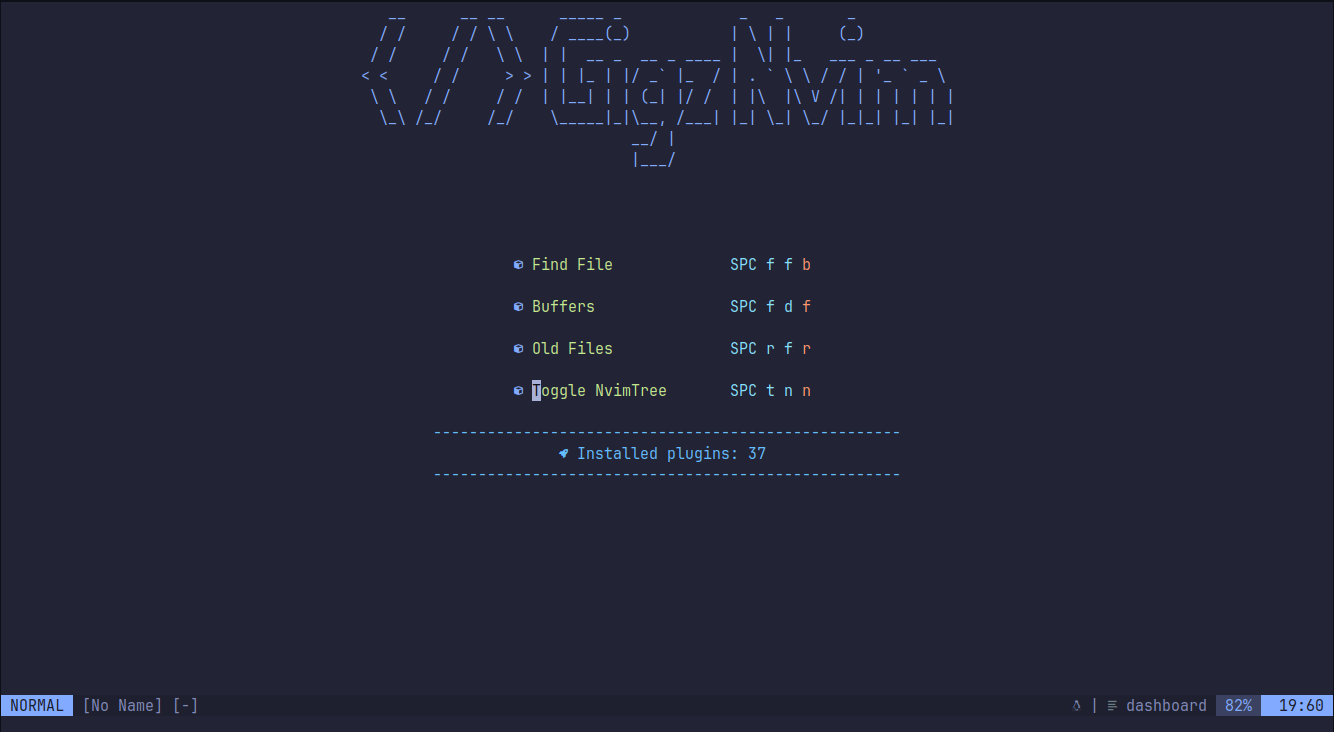 </> GigzNvim
Find File SPC f f b
Buffers SPC f d f
Old Files SPC r f r
Toggle NvimTree SPC t n n
----------------------------------------------------
Installed plugins: 37
----------------------------------------------------
NORMAL [No Name] [-] | dashboard 82% 19:60